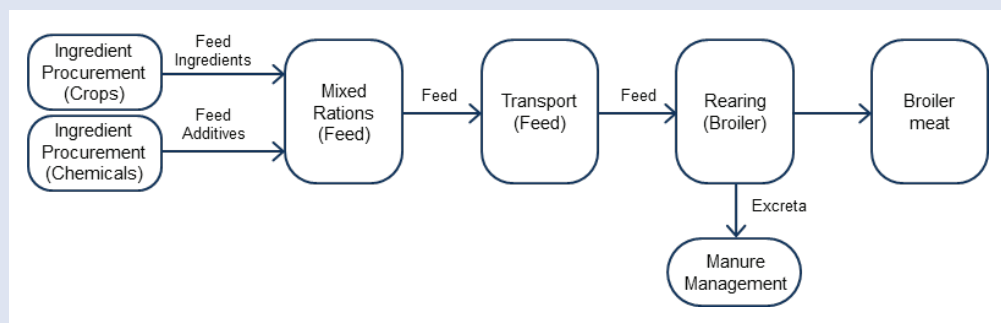 Ingredient
Procurement
(Crops)
Feed
Ingredients
Ingredient
Procurement
(Chemicals)
Feed
Additives
Mixed
Rations
(Feed)
Feed
Transport
(Feed)
Feed
Rearing
(Broiler)
Broiler
meat
Excreta
Manure
Management